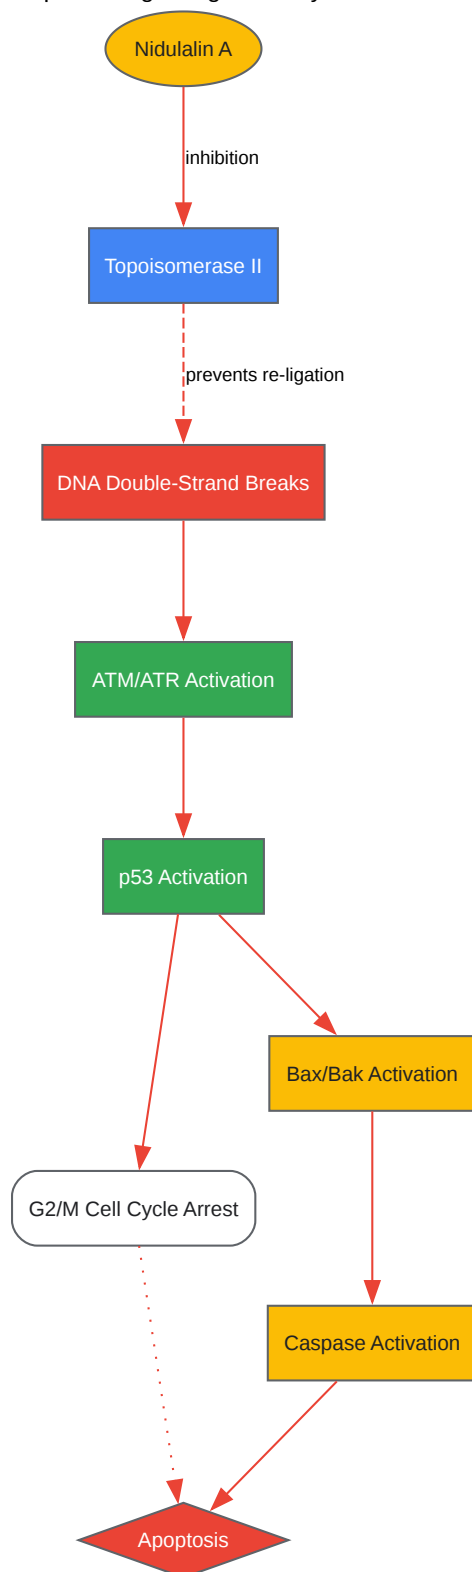 Nidulalin A
inhibition
Topoisomerase II
prevents re-ligation
DNA Double-Strand Breaks
ATM/ATR Activation
p53 Activation
Bax/Bak Activation
G2/M Cell Cycle Arrest
Caspase Activation
Apoptosis